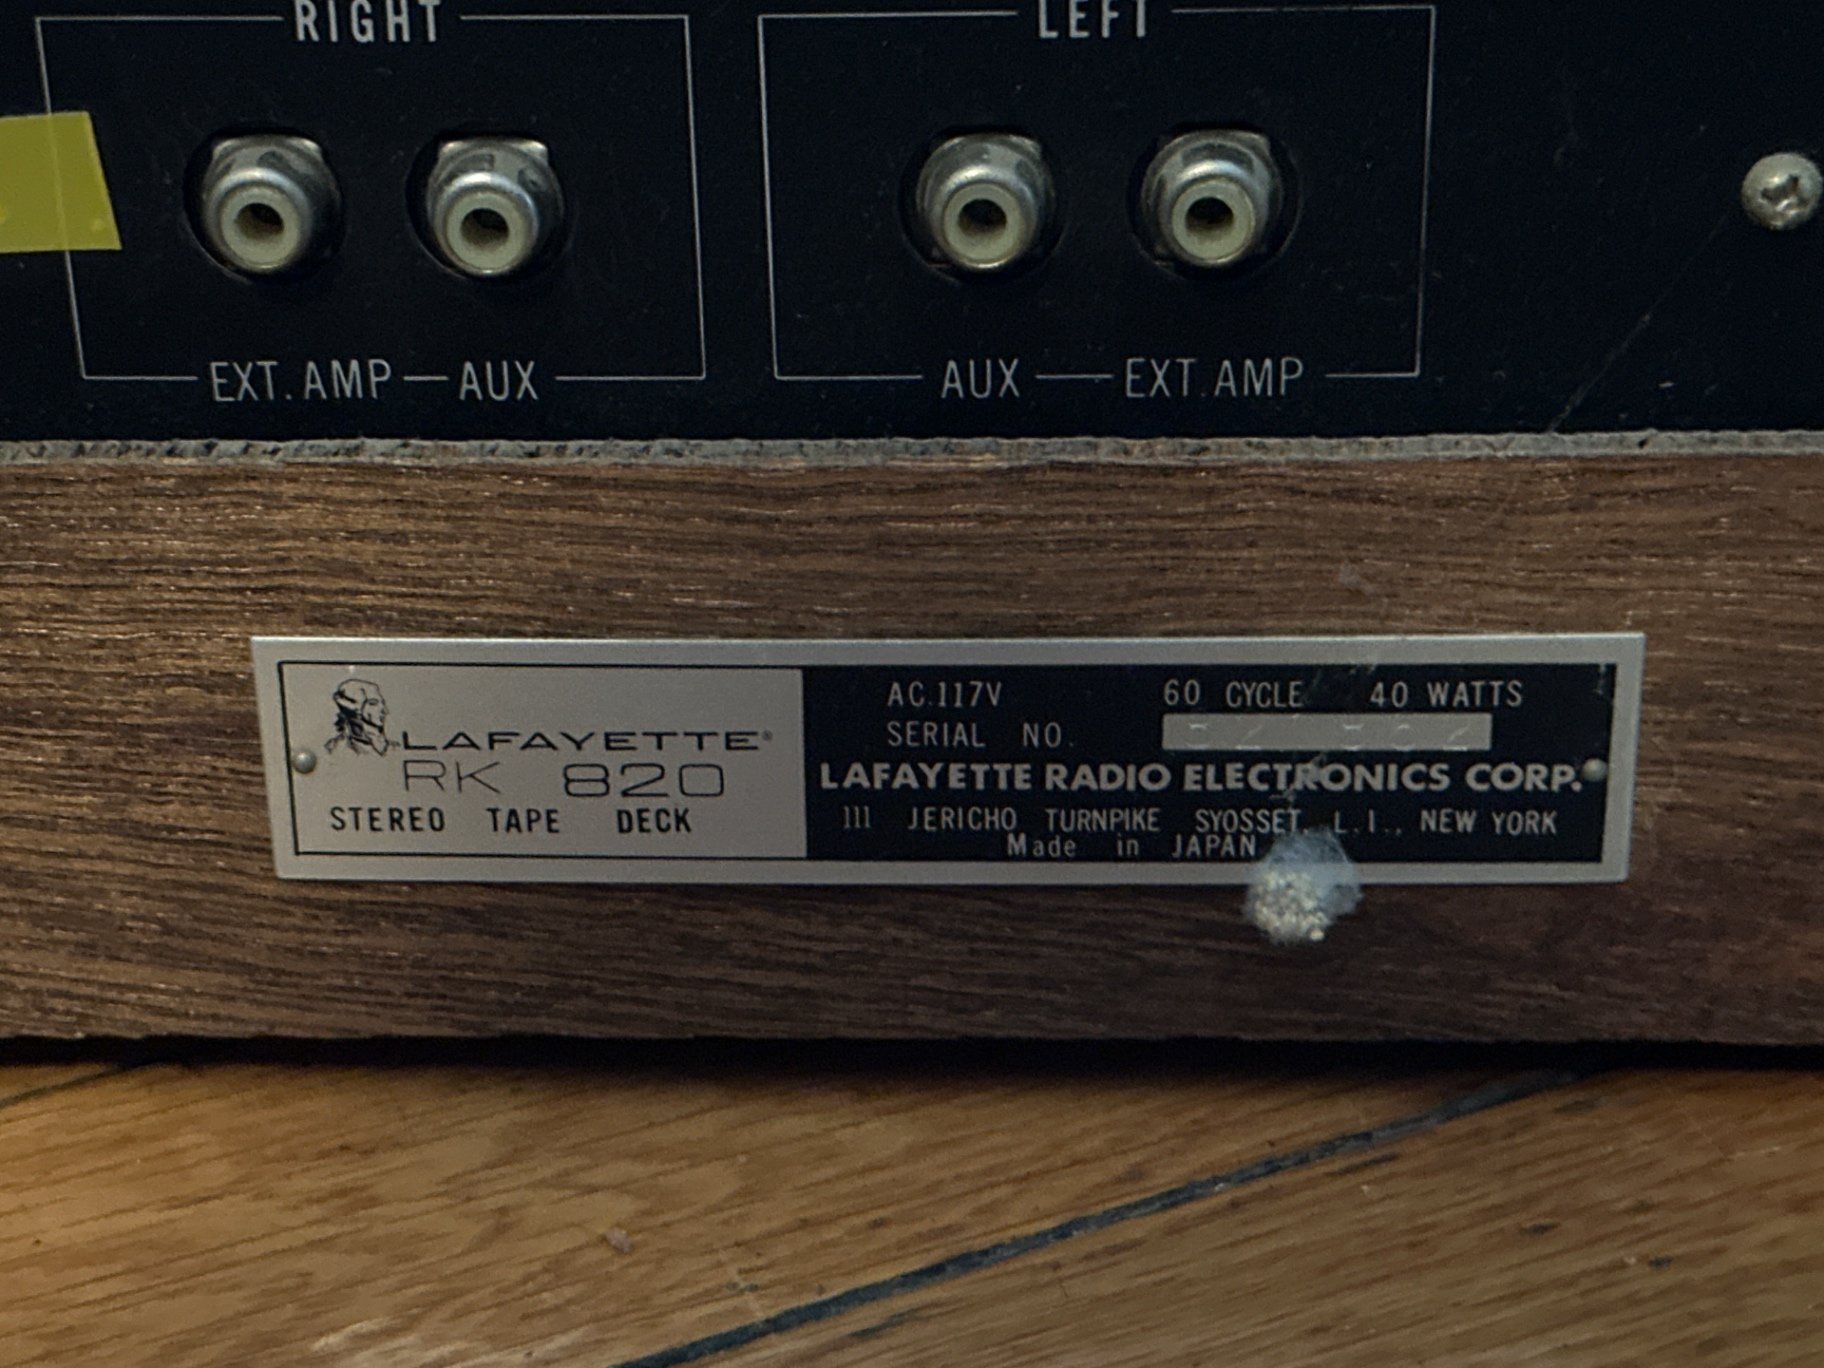 RIGHT
LEFT
EXT. AMP AUX
AUX EXT. AMP
LAFAYETTE®
RK 820
STEREO TAPE DECK
AC.117V 60 CYCLE 40 WATTS
SERIAL NO.
LAFAYETTE RADIO ELECTRONICS CORP.
111 JERICHO TURNPIKE SYOSSET, L.I., NEW YORK
Made in JAPAN